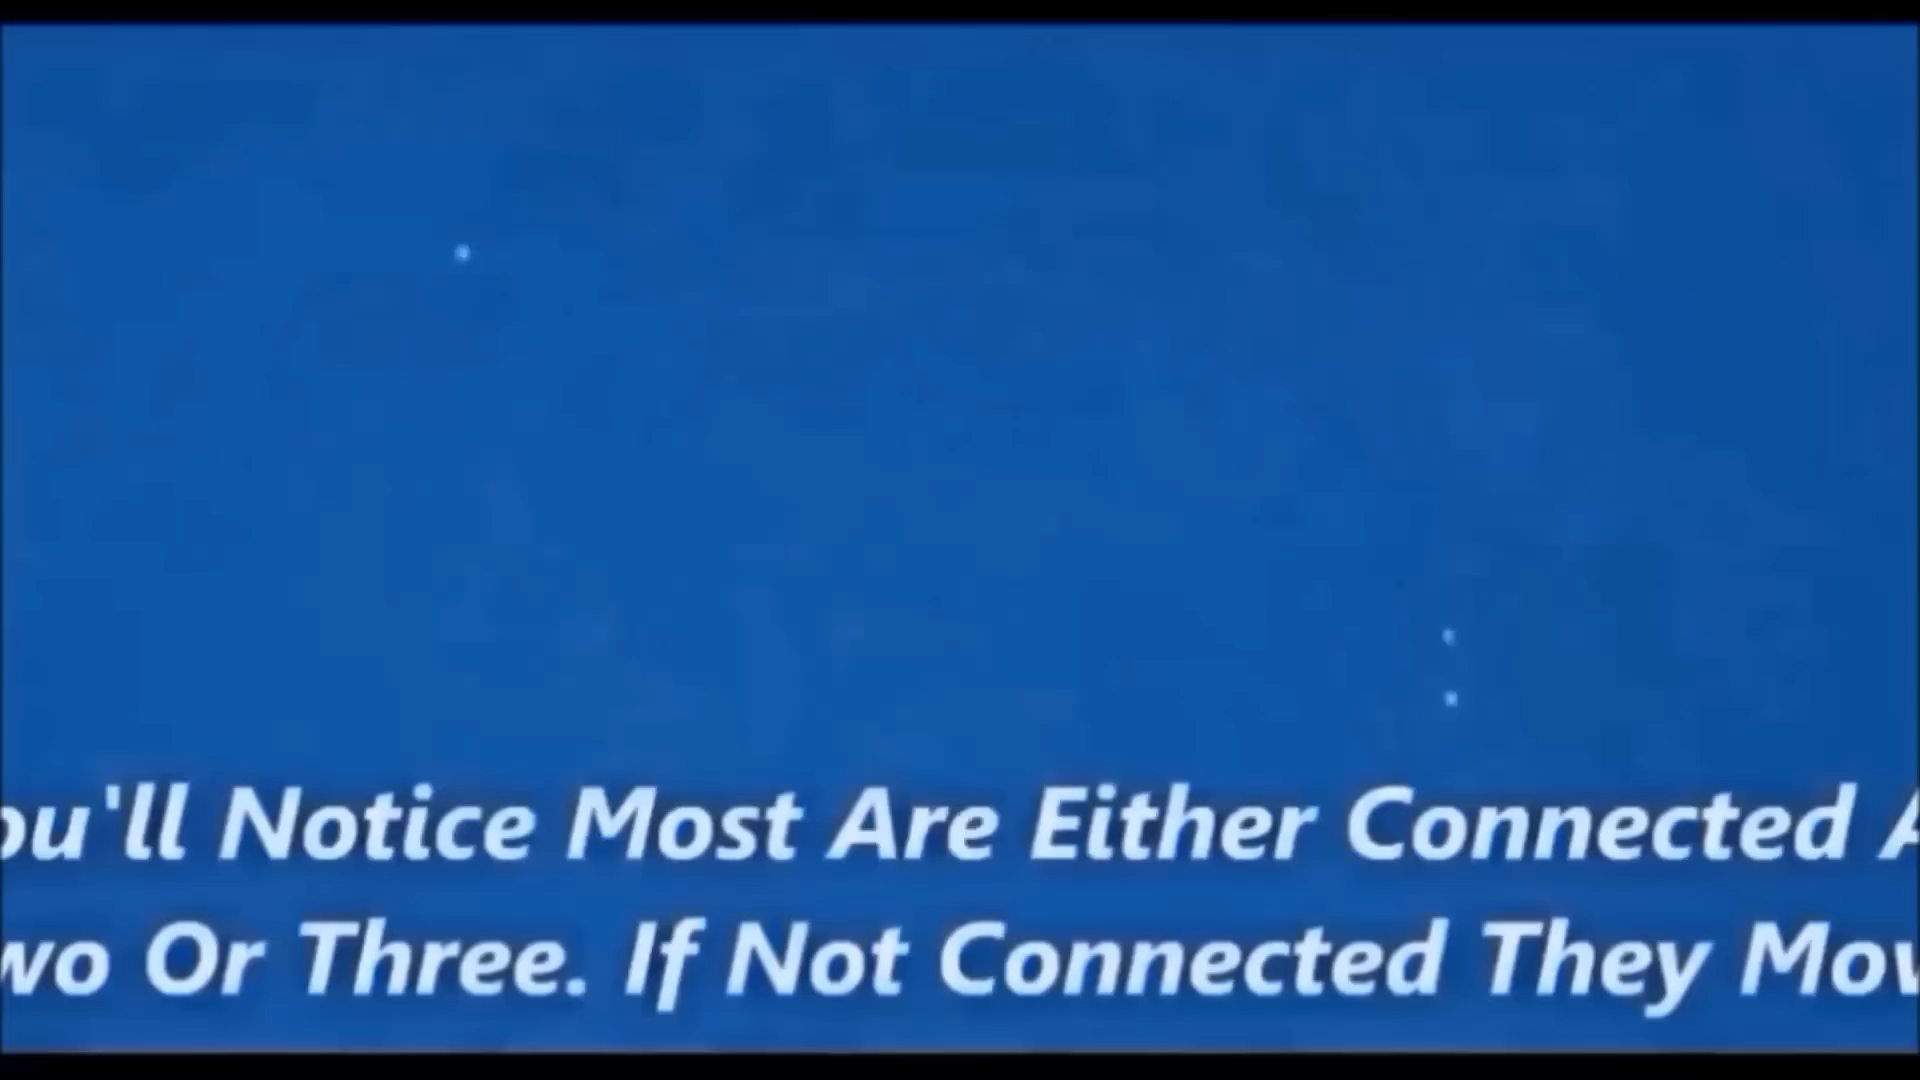 ou'll Notice Most Are Either Connected A
wo Or Three. If Not Connected They Mov